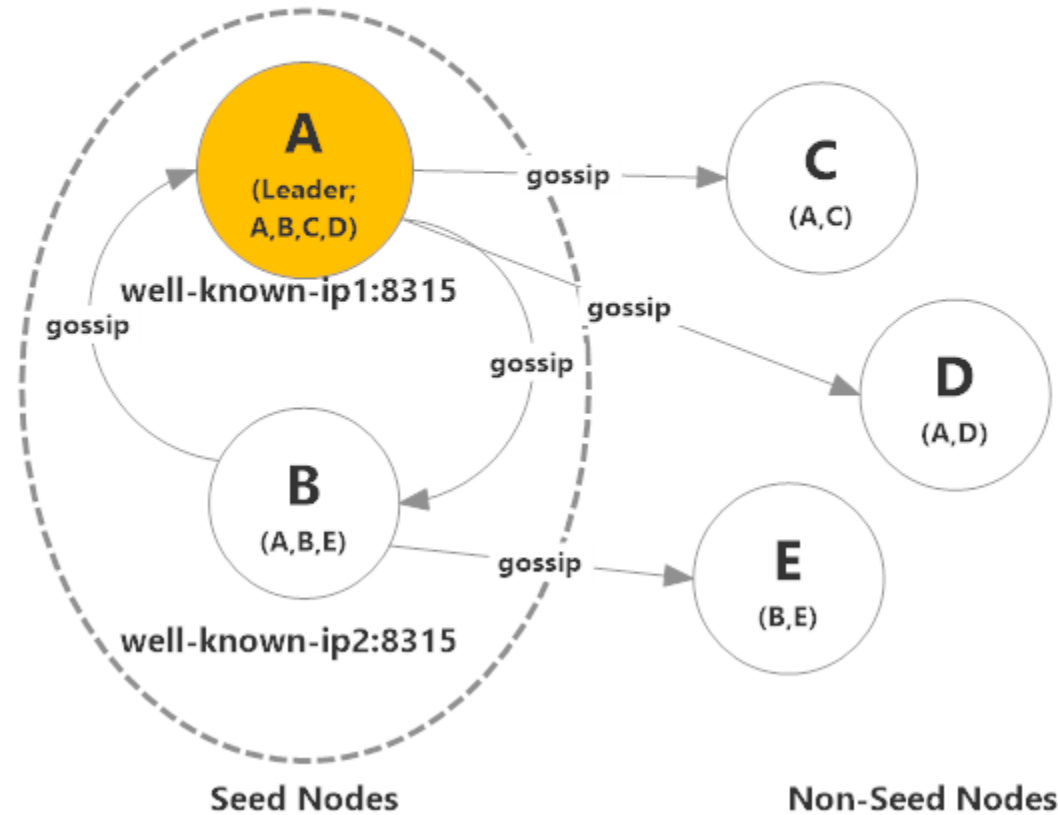 A
(Leader;
A,B,C,D)
well-known-ip1:8315
gossip
gossip
gossip
gossip
gossip
B
(A,B,E)
well-known-ip2:8315
C
(A,C)
D
(A,D)
E
(B,E)
Seed Nodes
Non-Seed Nodes